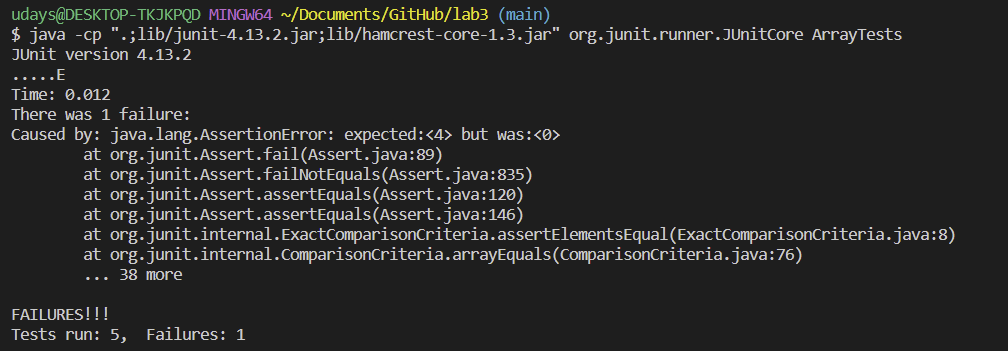 udays@DESKTOP-TKJKPQD MINGW64 ~/Documents/GitHub/lab3 (main)
$ java -cp ".;lib/junit-4.13.2.jar;lib/hamcrest-core-1.3.jar" org.junit.runner.JUnitCore ArrayTests
JUnit version 4.13.2
.....E
Time: 0.012
There was 1 failure:
Caused by: java.lang.AssertionError: expected:<4> but was:<0>
        at org.junit.Assert.fail(Assert.java:89)
        at org.junit.Assert.failNotEquals(Assert.java:835)
        at org.junit.Assert.assertEquals(Assert.java:120)
        at org.junit.Assert.assertEquals(Assert.java:146)
        at org.junit.internal.ExactComparisonCriteria.assertElementsEqual(ExactComparisonCriteria.java:8)
        at org.junit.internal.ComparisonCriteria.arrayEquals(ComparisonCriteria.java:76)
        ... 38 more

FAILURES!!!
Tests run: 5,  Failures: 1